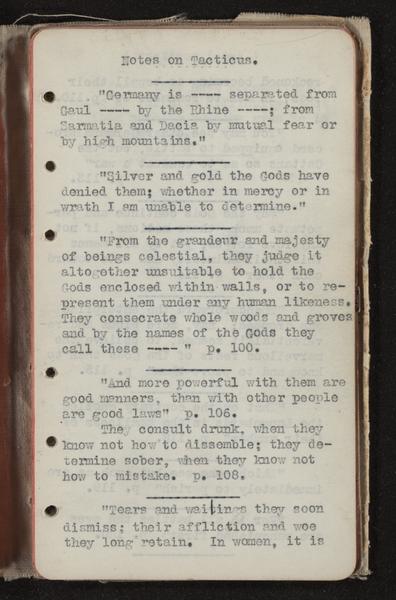 Notes on Tacticus.
"Germany is ---- separated from
Gaul ---- by the Rhine ----; from
Sarmatia and Dacia by mutual fear or
by high mountains."
"Silver and gold the Gods have
denied them; whether in mercy or in
wrath I am unable to determine."
"From the grandeur and majesty
of beings celestial, they judge it
altogether unsuitable to hold the
Gods enclosed within walls, or to re-
present them under any human likeness.
They consecrate whole woods and groves
and by the names of the Gods they
call these ---- " p. 100.
"And more powerful with them are
good manners, than with other people
are good laws" p. 106.
They consult drunk, when they
know not how to dissemble; they de-
termine sober, when they know not
how to mistake. p. 108.
"Tears and waitings they soon
dismiss; their affliction and woe
they long retain. In women, it is